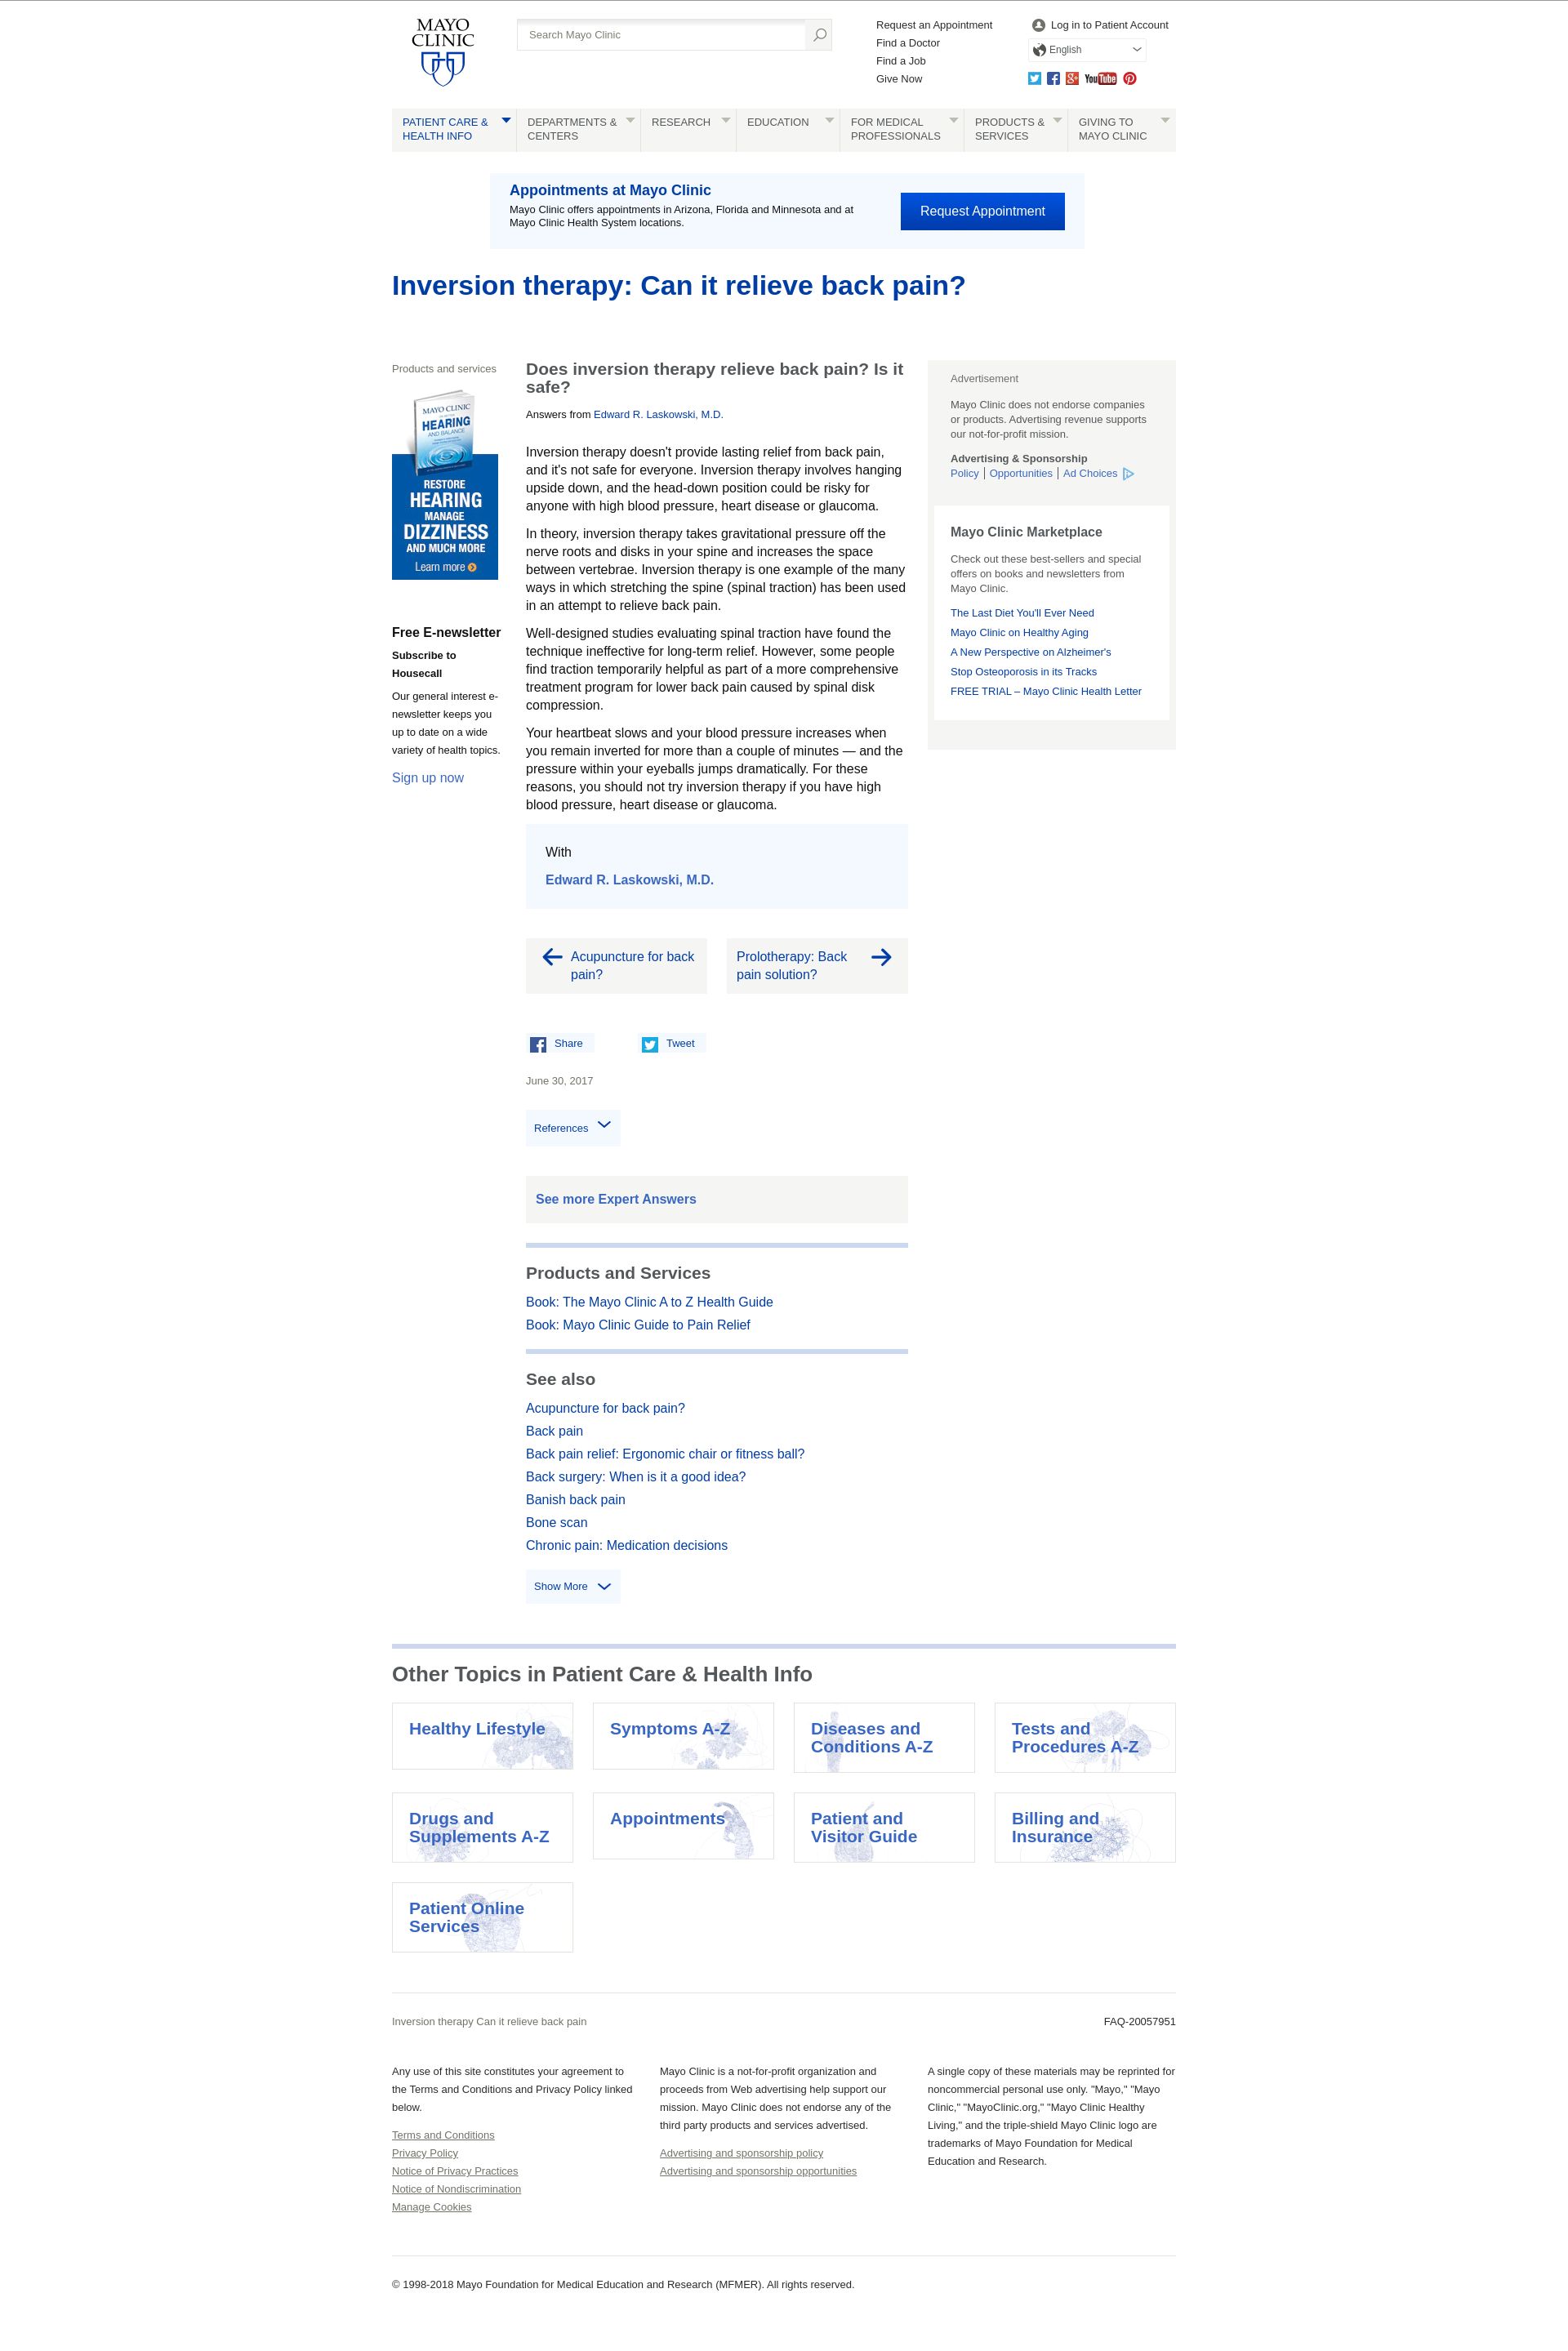 MAYO
CLINIC
Search Mayo Clinic
Request an Appointment
Find a Doctor
Find a Job
Give Now
Log in to Patient Account
English
You Tube
PATIENT CARE &
HEALTH INFO
DEPARTMENTS &
CENTERS
RESEARCH
EDUCATION
FOR MEDICAL
PROFESSIONALS
PRODUCTS &
SERVICES
GIVING TO
MAYO CLINIC
Appointments at Mayo Clinic
Mayo Clinic offers appointments in Arizona, Florida and Minnesota and at
Mayo Clinic Health System locations.
Request Appointment
Inversion therapy: Can it relieve back pain?
Products and services
MAYO CLINIC
HEARING
AND BALANCE
RESTORE
HEARING
MANAGE
DIZZINESS
AND MUCH MORE
Learn more
Free E-newsletter
Subscribe to
Housecall
Our general interest e-
newsletter keeps you
up to date on a wide
variety of health topics.
Sign up now
Does inversion therapy relieve back pain? Is it
safe?
Answers from Edward R. Laskowski, M.D.
Inversion therapy doesn't provide lasting relief from back pain,
and it's not safe for everyone. Inversion therapy involves hanging
upside down, and the head-down position could be risky for
anyone with high blood pressure, heart disease or glaucoma.
In theory, inversion therapy takes gravitational pressure off the
nerve roots and disks in your spine and increases the space
between vertebrae. Inversion therapy is one example of the many
ways in which stretching the spine (spinal traction) has been used
in an attempt to relieve back pain.
Well-designed studies evaluating spinal traction have found the
technique ineffective for long-term relief. However, some people
find traction temporarily helpful as part of a more comprehensive
treatment program for lower back pain caused by spinal disk
compression.
Your heartbeat slows and your blood pressure increases when
you remain inverted for more than a couple of minutes — and the
pressure within your eyeballs jumps dramatically. For these
reasons, you should not try inversion therapy if you have high
blood pressure, heart disease or glaucoma.
With
Edward R. Laskowski, M.D.
Acupuncture for back
pain?
Prolotherapy: Back
pain solution?
Share
Tweet
June 30, 2017
References
See more Expert Answers
Products and Services
Book: The Mayo Clinic A to Z Health Guide
Book: Mayo Clinic Guide to Pain Relief
See also
Acupuncture for back pain?
Back pain
Back pain relief: Ergonomic chair or fitness ball?
Back surgery: When is it a good idea?
Banish back pain
Bone scan
Chronic pain: Medication decisions
Show More
Advertisement
Mayo Clinic does not endorse companies
or products. Advertising revenue supports
our not-for-profit mission.
Advertising & Sponsorship
Policy
Opportunities
Ad Choices
Mayo Clinic Marketplace
Check out these best-sellers and special
offers on books and newsletters from
Mayo Clinic.
The Last Diet You'll Ever Need
Mayo Clinic on Healthy Aging
A New Perspective on Alzheimer's
Stop Osteoporosis in its Tracks
FREE TRIAL – Mayo Clinic Health Letter
Other Topics in Patient Care & Health Info
Healthy Lifestyle
Symptoms A-Z
Diseases and
Conditions A-Z
Tests and
Procedures A-Z
Drugs and
Supplements A-Z
Appointments
Patient and
Visitor Guide
Billing and
Insurance
Patient Online
Services
Inversion therapy Can it relieve back pain
FAQ-20057951
Any use of this site constitutes your agreement to
the Terms and Conditions and Privacy Policy linked
below.
Terms and Conditions
Privacy Policy
Notice of Privacy Practices
Notice of Nondiscrimination
Manage Cookies
Mayo Clinic is a not-for-profit organization and
proceeds from Web advertising help support our
mission. Mayo Clinic does not endorse any of the
third party products and services advertised.
Advertising and sponsorship policy
Advertising and sponsorship opportunities
A single copy of these materials may be reprinted for
noncommercial personal use only. "Mayo," "Mayo
Clinic," "MayoClinic.org," "Mayo Clinic Healthy
Living," and the triple-shield Mayo Clinic logo are
trademarks of Mayo Foundation for Medical
Education and Research.
© 1998-2018 Mayo Foundation for Medical Education and Research (MFMER). All rights reserved.